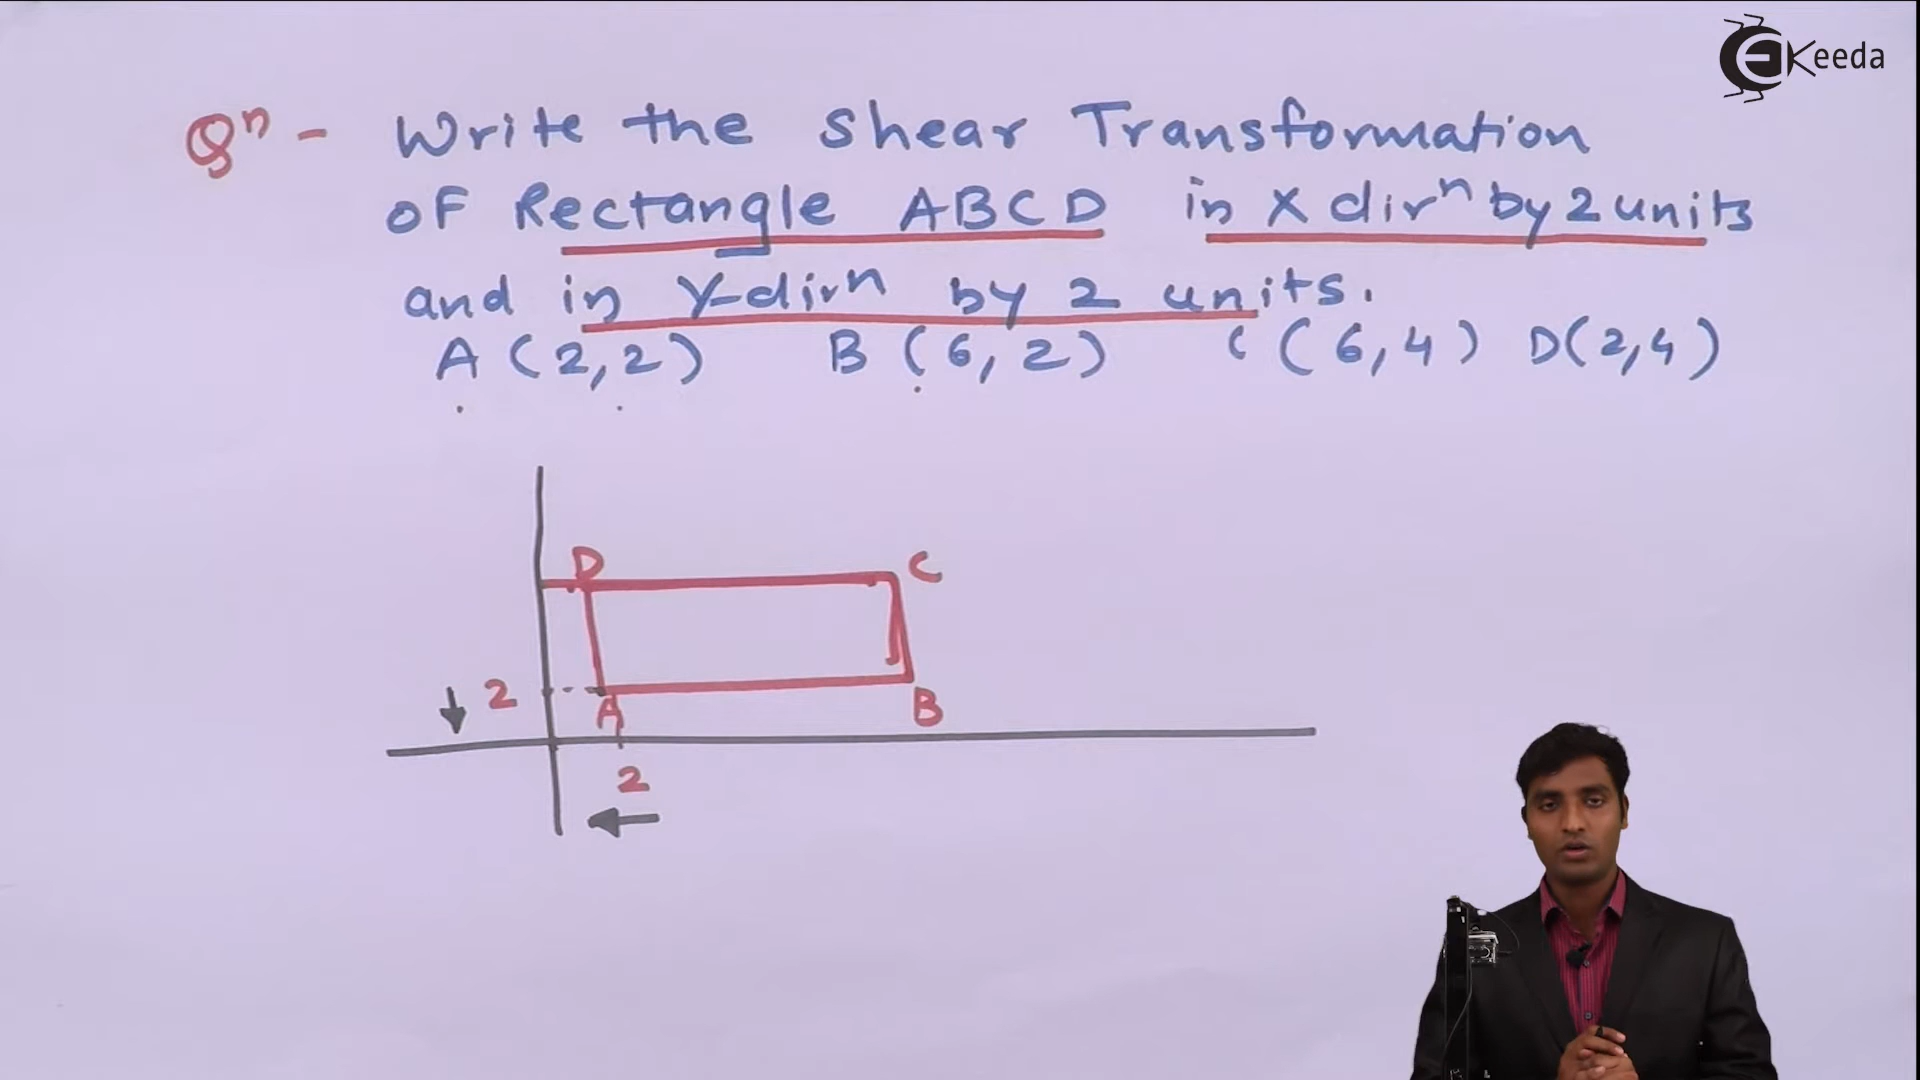 Keeda
Qn - Write the shear Transformation
of Rectangle ABCD in X dirn by 2 units
and in Y-dirn by 2 units.
A (2,2) B (6,2) C (6,4) D(2,4)
D C
2 A B
2